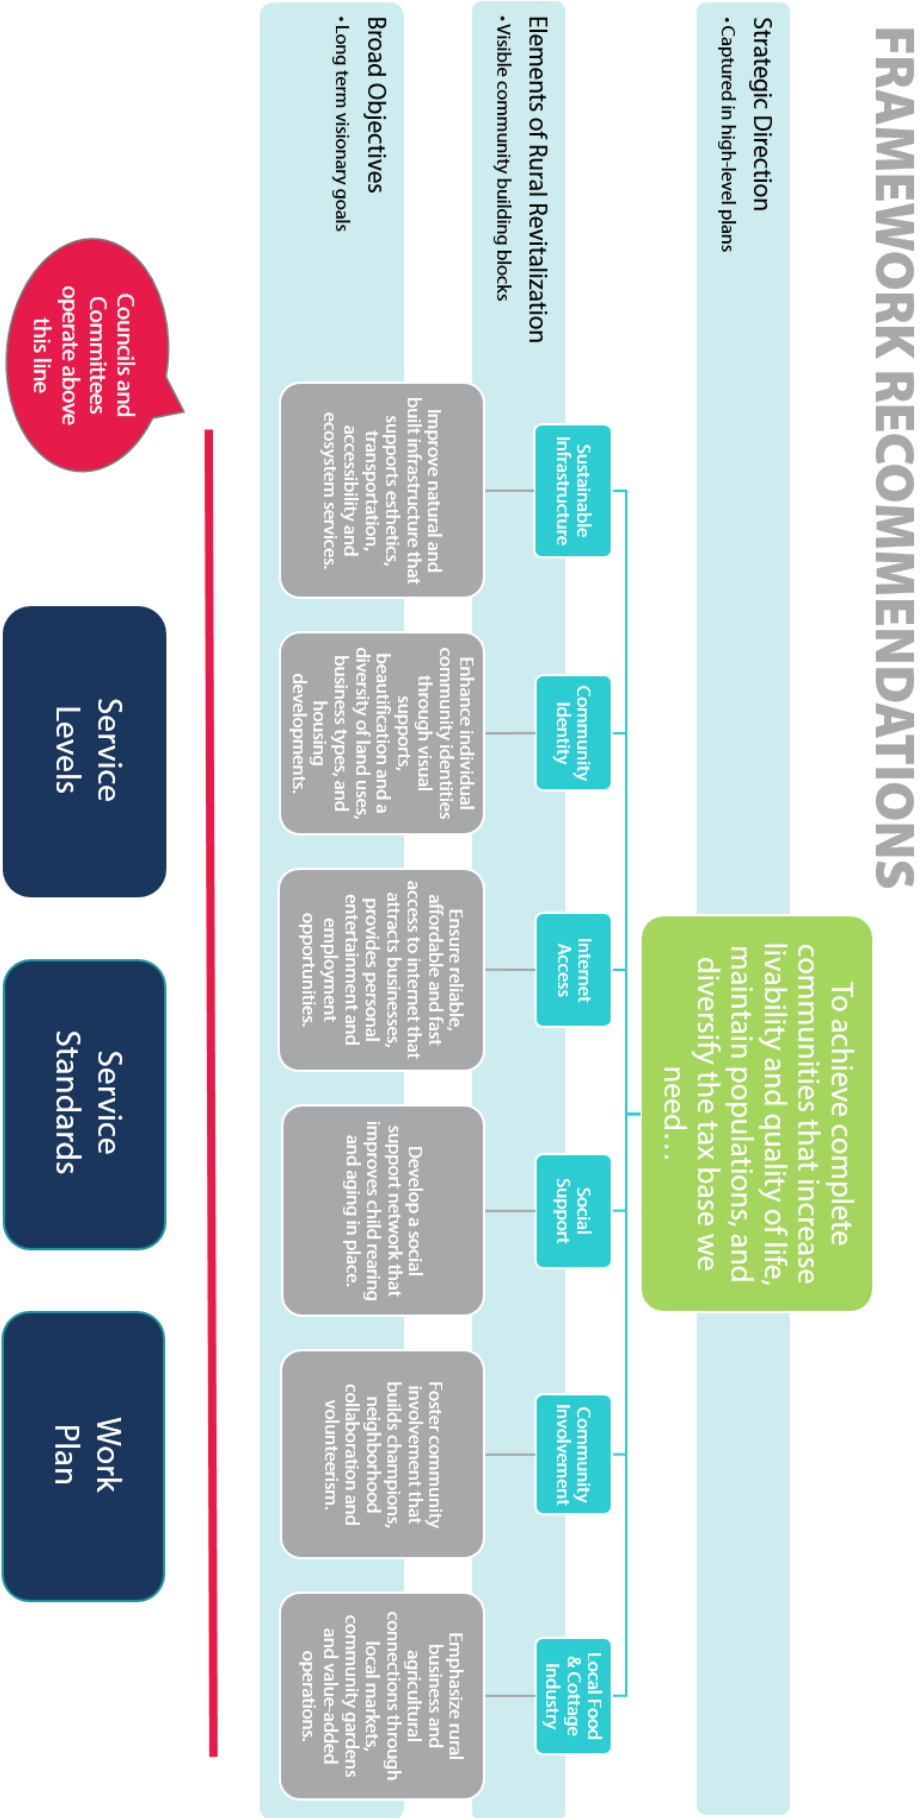 FRAMEWORK RECOMMENDATIONS
Strategic Direction
• Captured in high-level plans
To achieve complete
communities that increase
livability and quality of life,
maintain populations, and
diversify the tax base we
need…
Elements of Rural Revitalization
• Visible community building blocks
Sustainable
Infrastructure
Community
Identity
Internet
Access
Social
Support
Community
Involvement
Local Food
& Cottage
Industry
Broad Objectives
• Long term visionary goals
Improve natural and
built infrastructure that
supports esthetics,
transportation,
accessibility and
ecosystem services.
Enhance individual
community identities
through visual
supports,
beautification and a
diversity of land uses,
business types, and
housing
developments.
Ensure reliable,
affordable and fast
access to internet that
attracts businesses,
provides personal
entertainment and
employment
opportunities.
Develop a social
support network that
improves child rearing
and aging in place.
Foster community
involvement that
builds champions,
neighborhood
collaboration and
volunteerism.
Emphasize rural
business and
agricultural
connections through
local markets,
community gardens
and value-added
operations.
Councils and
Committees
operate above
this line
Service
Levels
Service
Standards
Work
Plan